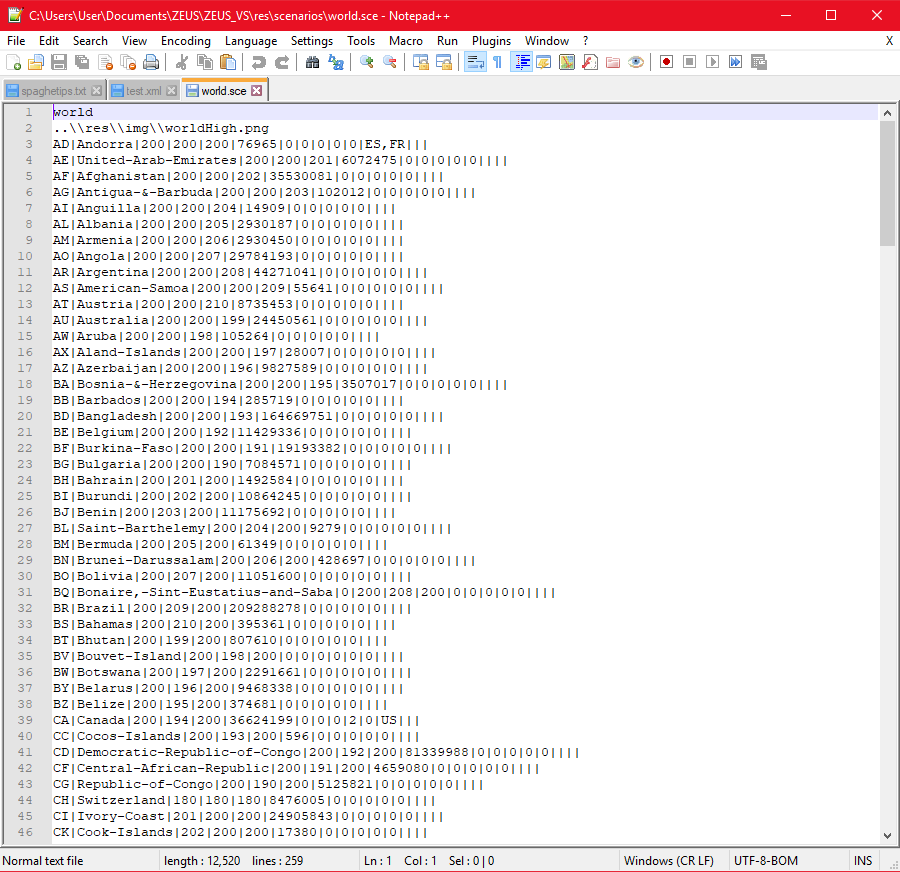 C:\Users\User\Documents\ZEUS\ZEUS_VS\res\scenarios\world.sce - Notepad++
File Edit Search View Encoding Language Settings Tools Macro Run Plugins Window ? X
spaghetips.txt test.xml world.sce
1 world
2 ..\\res\\img\\worldHigh.png
3 AD|Andorra|200|200|200|76965|0|0|0|0|0|ES,FR|||
4 AE|United-Arab-Emirates|200|200|201|6072475|0|0|0|0|0||||
5 AF|Afghanistan|200|200|202|35530081|0|0|0|0|0||||
6 AG|Antigua-&-Barbuda|200|200|203|102012|0|0|0|0|0||||
7 AI|Anguilla|200|200|204|14909|0|0|0|0|0||||
8 AL|Albania|200|200|205|2930187|0|0|0|0|0||||
9 AM|Armenia|200|200|206|2930450|0|0|0|0|0||||
10 AO|Angola|200|200|207|29784193|0|0|0|0|0||||
11 AR|Argentina|200|200|208|44271041|0|0|0|0|0||||
12 AS|American-Samoa|200|200|209|55641|0|0|0|0|0||||
13 AT|Austria|200|200|210|8735453|0|0|0|0|0||||
14 AU|Australia|200|200|199|24450561|0|0|0|0|0||||
15 AW|Aruba|200|200|198|105264|0|0|0|0|0||||
16 AX|Aland-Islands|200|200|197|28007|0|0|0|0|0||||
17 AZ|Azerbaijan|200|200|196|9827589|0|0|0|0|0||||
18 BA|Bosnia-&-Herzegovina|200|200|195|3507017|0|0|0|0|0||||
19 BB|Barbados|200|200|194|285719|0|0|0|0|0||||
20 BD|Bangladesh|200|200|193|164669751|0|0|0|0|0||||
21 BE|Belgium|200|200|192|11429336|0|0|0|0|0||||
22 BF|Burkina-Faso|200|200|191|19193382|0|0|0|0|0||||
23 BG|Bulgaria|200|200|190|7084571|0|0|0|0|0||||
24 BH|Bahrain|200|201|200|1492584|0|0|0|0|0||||
25 BI|Burundi|200|202|200|10864245|0|0|0|0|0||||
26 BJ|Benin|200|203|200|11175692|0|0|0|0|0||||
27 BL|Saint-Barthelemy|200|204|200|9279|0|0|0|0|0||||
28 BM|Bermuda|200|205|200|61349|0|0|0|0|0||||
29 BN|Brunei-Darussalam|200|206|200|428697|0|0|0|0|0||||
30 BO|Bolivia|200|207|200|11051600|0|0|0|0|0||||
31 BQ|Bonaire,-Sint-Eustatius-and-Saba|0|200|208|200|0|0|0|0|0||||
32 BR|Brazil|200|209|200|209288278|0|0|0|0|0||||
33 BS|Bahamas|200|210|200|395361|0|0|0|0|0||||
34 BT|Bhutan|200|199|200|807610|0|0|0|0|0||||
35 BV|Bouvet-Island|200|198|200|0|0|0|0|0|0||||
36 BW|Botswana|200|197|200|2291661|0|0|0|0|0||||
37 BY|Belarus|200|196|200|9468338|0|0|0|0|0||||
38 BZ|Belize|200|195|200|374681|0|0|0|0|0||||
39 CA|Canada|200|194|200|36624199|0|0|0|2|0|US|||
40 CC|Cocos-Islands|200|193|200|596|0|0|0|0|0||||
41 CD|Democratic-Republic-of-Congo|200|192|200|81339988|0|0|0|0|0||||
42 CF|Central-African-Republic|200|191|200|4659080|0|0|0|0|0||||
43 CG|Republic-of-Congo|200|190|200|5125821|0|0|0|0|0||||
44 CH|Switzerland|180|180|180|8476005|0|0|0|0|0||||
45 CI|Ivory-Coast|201|200|200|24905843|0|0|0|0|0||||
46 CK|Cook-Islands|202|200|200|17380|0|0|0|0|0||||
Normal text file length : 12,520 lines : 259 Ln : 1 Col : 1 Sel : 0 | 0 Windows (CR LF) UTF-8-BOM INS